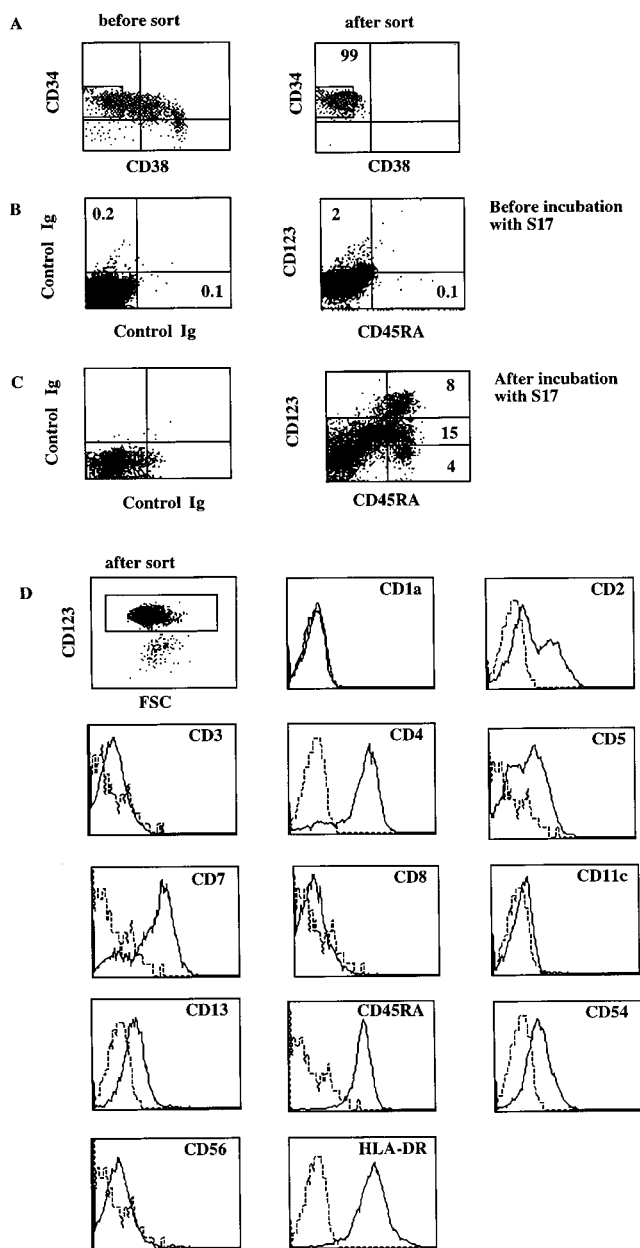 A
before sort
after sort
CD34
CD38
99
CD34
CD38
B
0.2
0.1
Control Ig
Control Ig
2
0.1
CD123
CD45RA
Before incubation
with S17
C
Control Ig
Control Ig
8
15
4
CD123
CD45RA
After incubation
with S17
D
after sort
CD123
FSC
CD1a
CD2
CD3
CD4
CD5
CD7
CD8
CD11c
CD13
CD45RA
CD54
CD56
HLA-DR